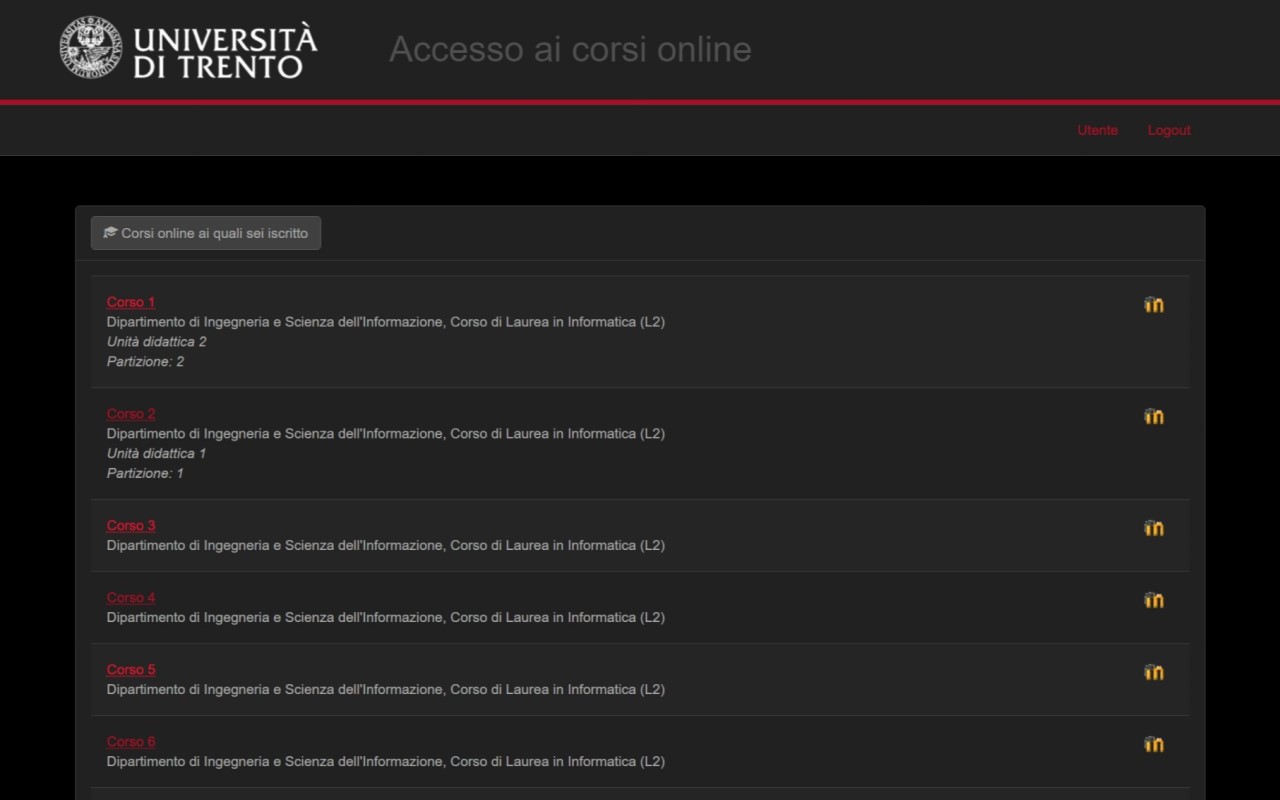 UNIVERSITÀ
DI TRENTO
Accesso ai corsi online
Utente
Logout
Corsi online ai quali sei iscritto
Corso 1
Dipartimento di Ingegneria e Scienza dell'Informazione, Corso di Laurea in Informatica (L2)
Unità didattica 2
Partizione: 2
Corso 2
Dipartimento di Ingegneria e Scienza dell'Informazione, Corso di Laurea in Informatica (L2)
Unità didattica 1
Partizione: 1
Corso 3
Dipartimento di Ingegneria e Scienza dell'Informazione, Corso di Laurea in Informatica (L2)
Corso 4
Dipartimento di Ingegneria e Scienza dell'Informazione, Corso di Laurea in Informatica (L2)
Corso 5
Dipartimento di Ingegneria e Scienza dell'Informazione, Corso di Laurea in Informatica (L2)
Corso 6
Dipartimento di Ingegneria e Scienza dell'Informazione, Corso di Laurea in Informatica (L2)